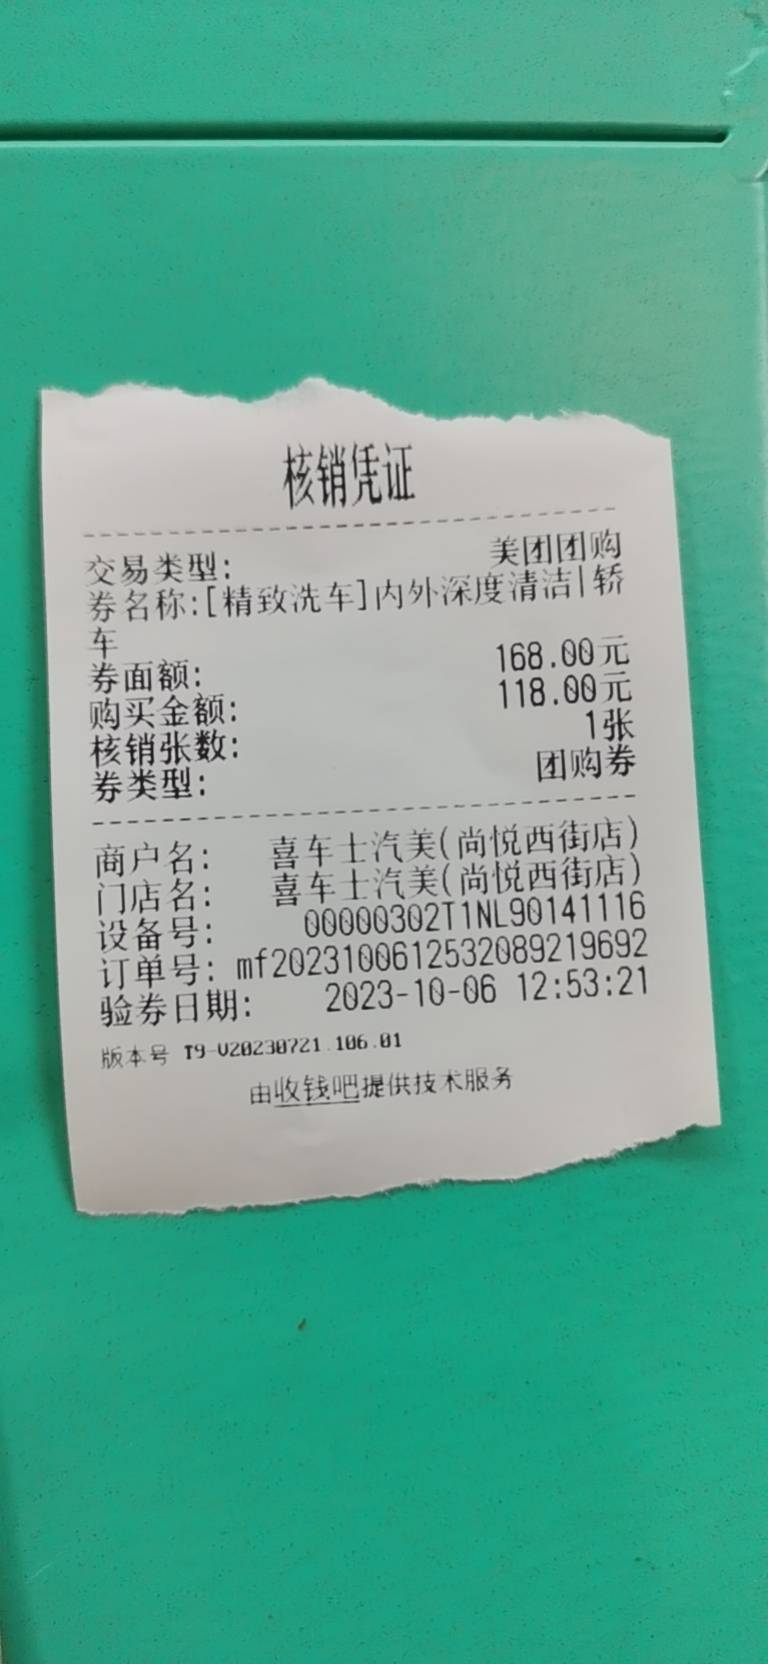 核销凭证
交易类型: 美团团购
券名称:[精致洗车]内外深度清洁|轿
车
券面额: 168.00元
购买金额: 118.00元
核销张数: 1张
券类型: 团购券
商户名: 喜车士汽美(尚悦西街店)
门店名: 喜车士汽美(尚悦西街店)
设备号: 00000302T1NL90141116
订单号: mf2023100612532089219692
验券日期: 2023-10-06 12:53:21
版本号 T9-V20230721.106.01
由收钱吧提供技术服务